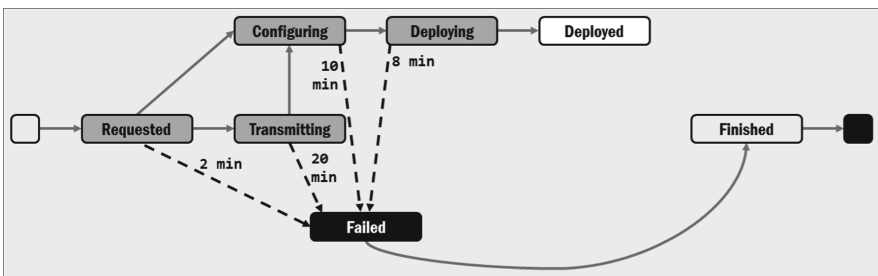 Configuring
Deploying
Deployed
10
min
8 min
Requested
Transmitting
Finished
2 min
20
min
Failed